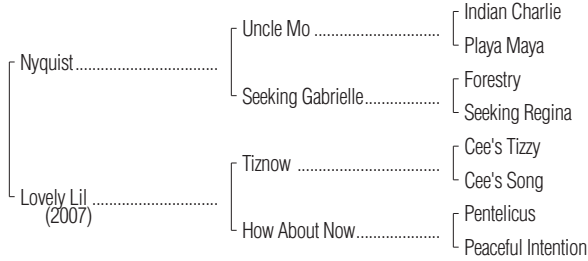 Indian Charlie
Uncle Mo
Playa Maya
Nyquist
Forestry
Seeking Gabrielle
Seeking Regina
Cee's Tizzy
Tiznow
Cee's Song
Lovely Lil
(2007)
Pentelicus
How About Now
Peaceful Intention